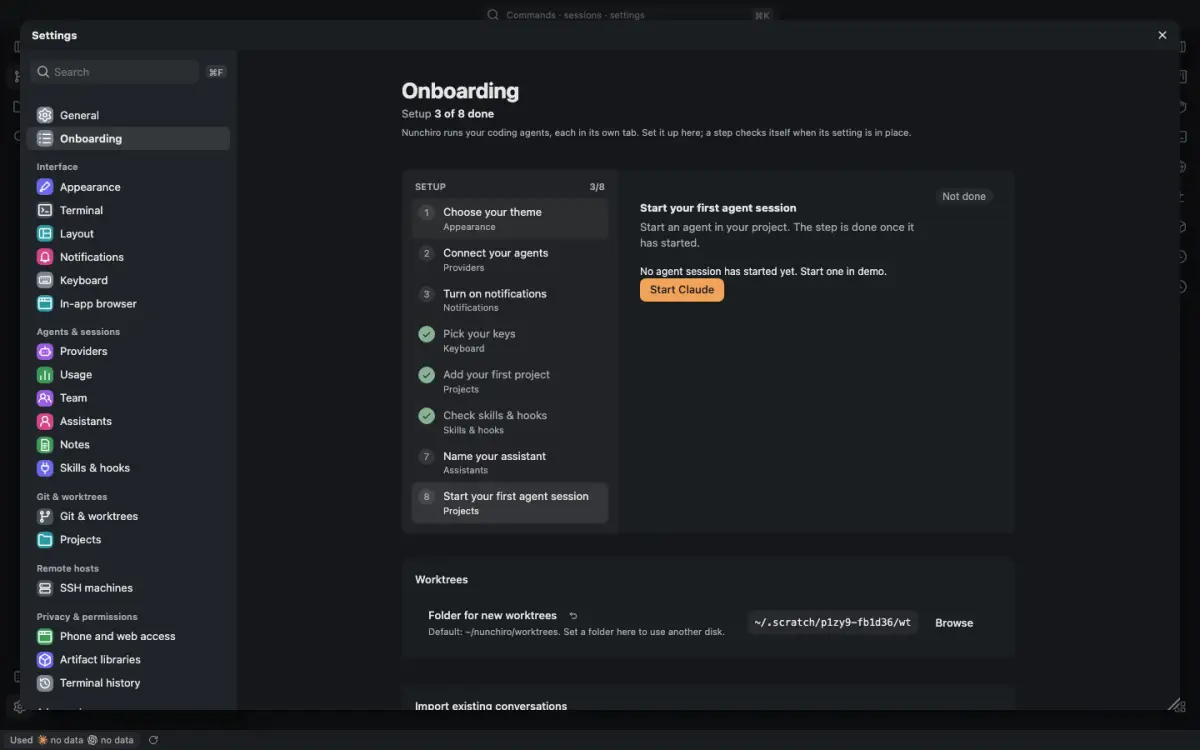 Commands · sessions · settings
⌘K
Settings
Search
⌘F
General
Onboarding
Interface
Appearance
Terminal
Layout
Notifications
Keyboard
In-app browser
Agents & sessions
Providers
Usage
Team
Assistants
Notes
Skills & hooks
Git & worktrees
Git & worktrees
Projects
Remote hosts
SSH machines
Privacy & permissions
Phone and web access
Artifact libraries
Terminal history
Onboarding
Setup 3 of 8 done
Nunchiro runs your coding agents, each in its own tab. Set it up here; a step checks itself when its setting is in place.
SETUP 3/8
1 Choose your theme
Appearance
2 Connect your agents
Providers
3 Turn on notifications
Notifications
Pick your keys
Keyboard
Add your first project
Projects
Check skills & hooks
Skills & hooks
7 Name your assistant
Assistants
8 Start your first agent session
Projects
Not done
Start your first agent session
Start an agent in your project. The step is done once it
has started.
No agent session has started yet. Start one in demo.
Start Claude
Worktrees
Folder for new worktrees
Default: ~/nunchiro/worktrees. Set a folder here to use another disk.
~/.scratch/p1zy9-fb1d36/wt
Browse
Import existing conversations
Used no data no data